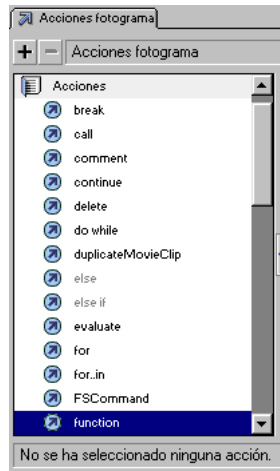 Acciones fotograma
+ - Acciones fotograma
Acciones
break
call
comment
continue
delete
do while
duplicateMovieClip
else
else if
evaluate
for
for..in
FSCommand
function
No se ha seleccionado ninguna acción.